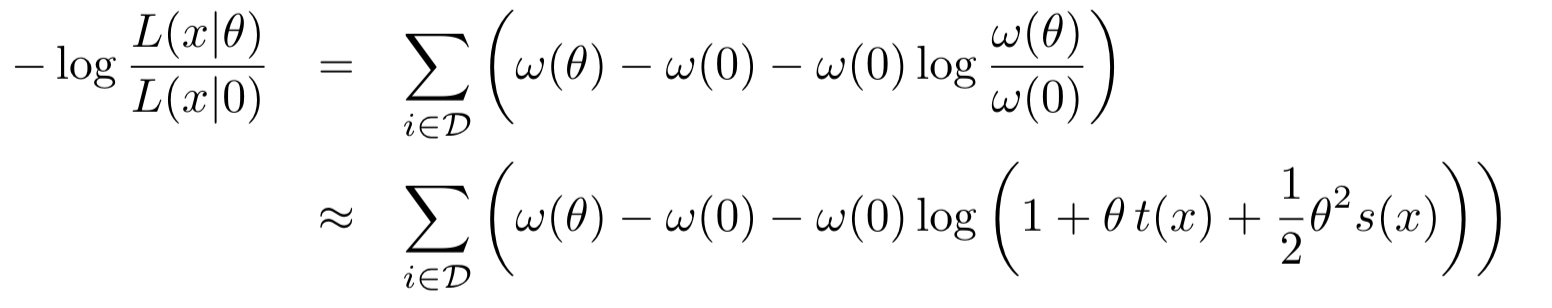 − log L(x|θ)/L(x|0) = ∑_{i∈𝒟} ( ω(θ) − ω(0) − ω(0) log ω(θ)/ω(0) )
≈ ∑_{i∈𝒟} ( ω(θ) − ω(0) − ω(0) log ( 1 + θ t(x) + 1/2 θ² s(x) ) )